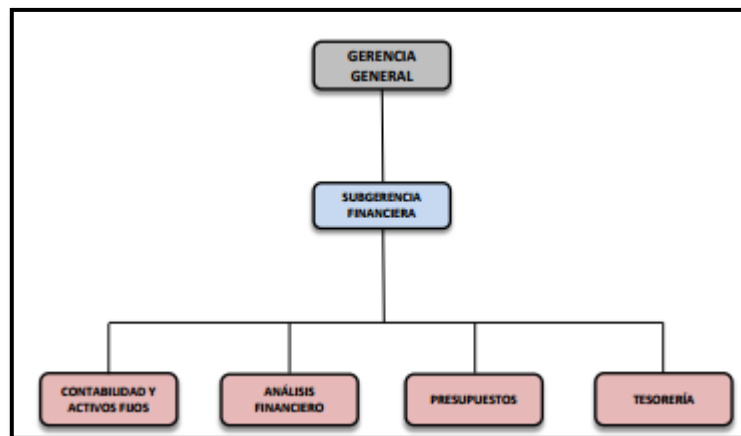 GERENCIA
GENERAL
SUBGERENCIA
FINANCIERA
CONTABILIDAD Y
ACTIVOS FIJOS
ANÁLISIS
FINANCIERO
PRESUPUESTOS
TESORERÍA